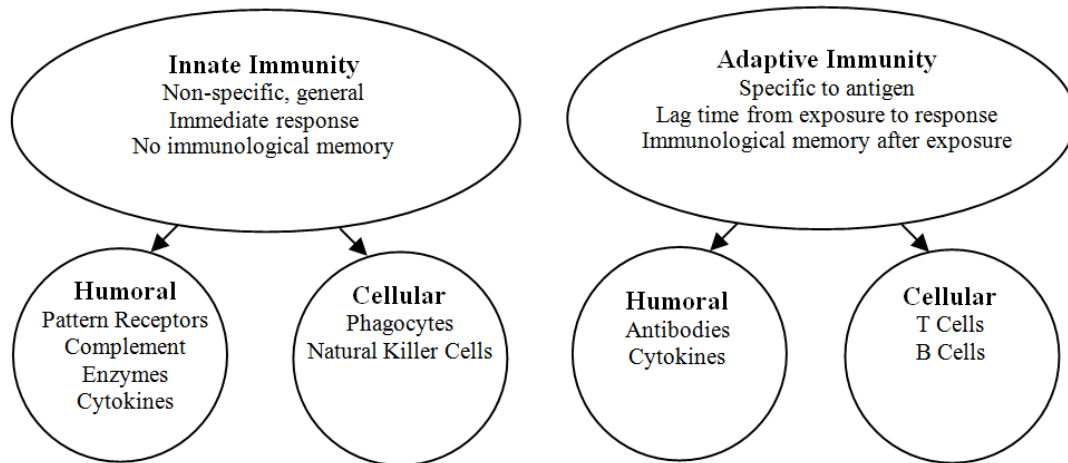 Innate Immunity
Non-specific, general
Immediate response
No immunological memory
Adaptive Immunity
Specific to antigen
Lag time from exposure to response
Immunological memory after exposure
Humoral
Pattern Receptors
Complement
Enzymes
Cytokines
Cellular
Phagocytes
Natural Killer Cells
Humoral
Antibodies
Cytokines
Cellular
T Cells
B Cells